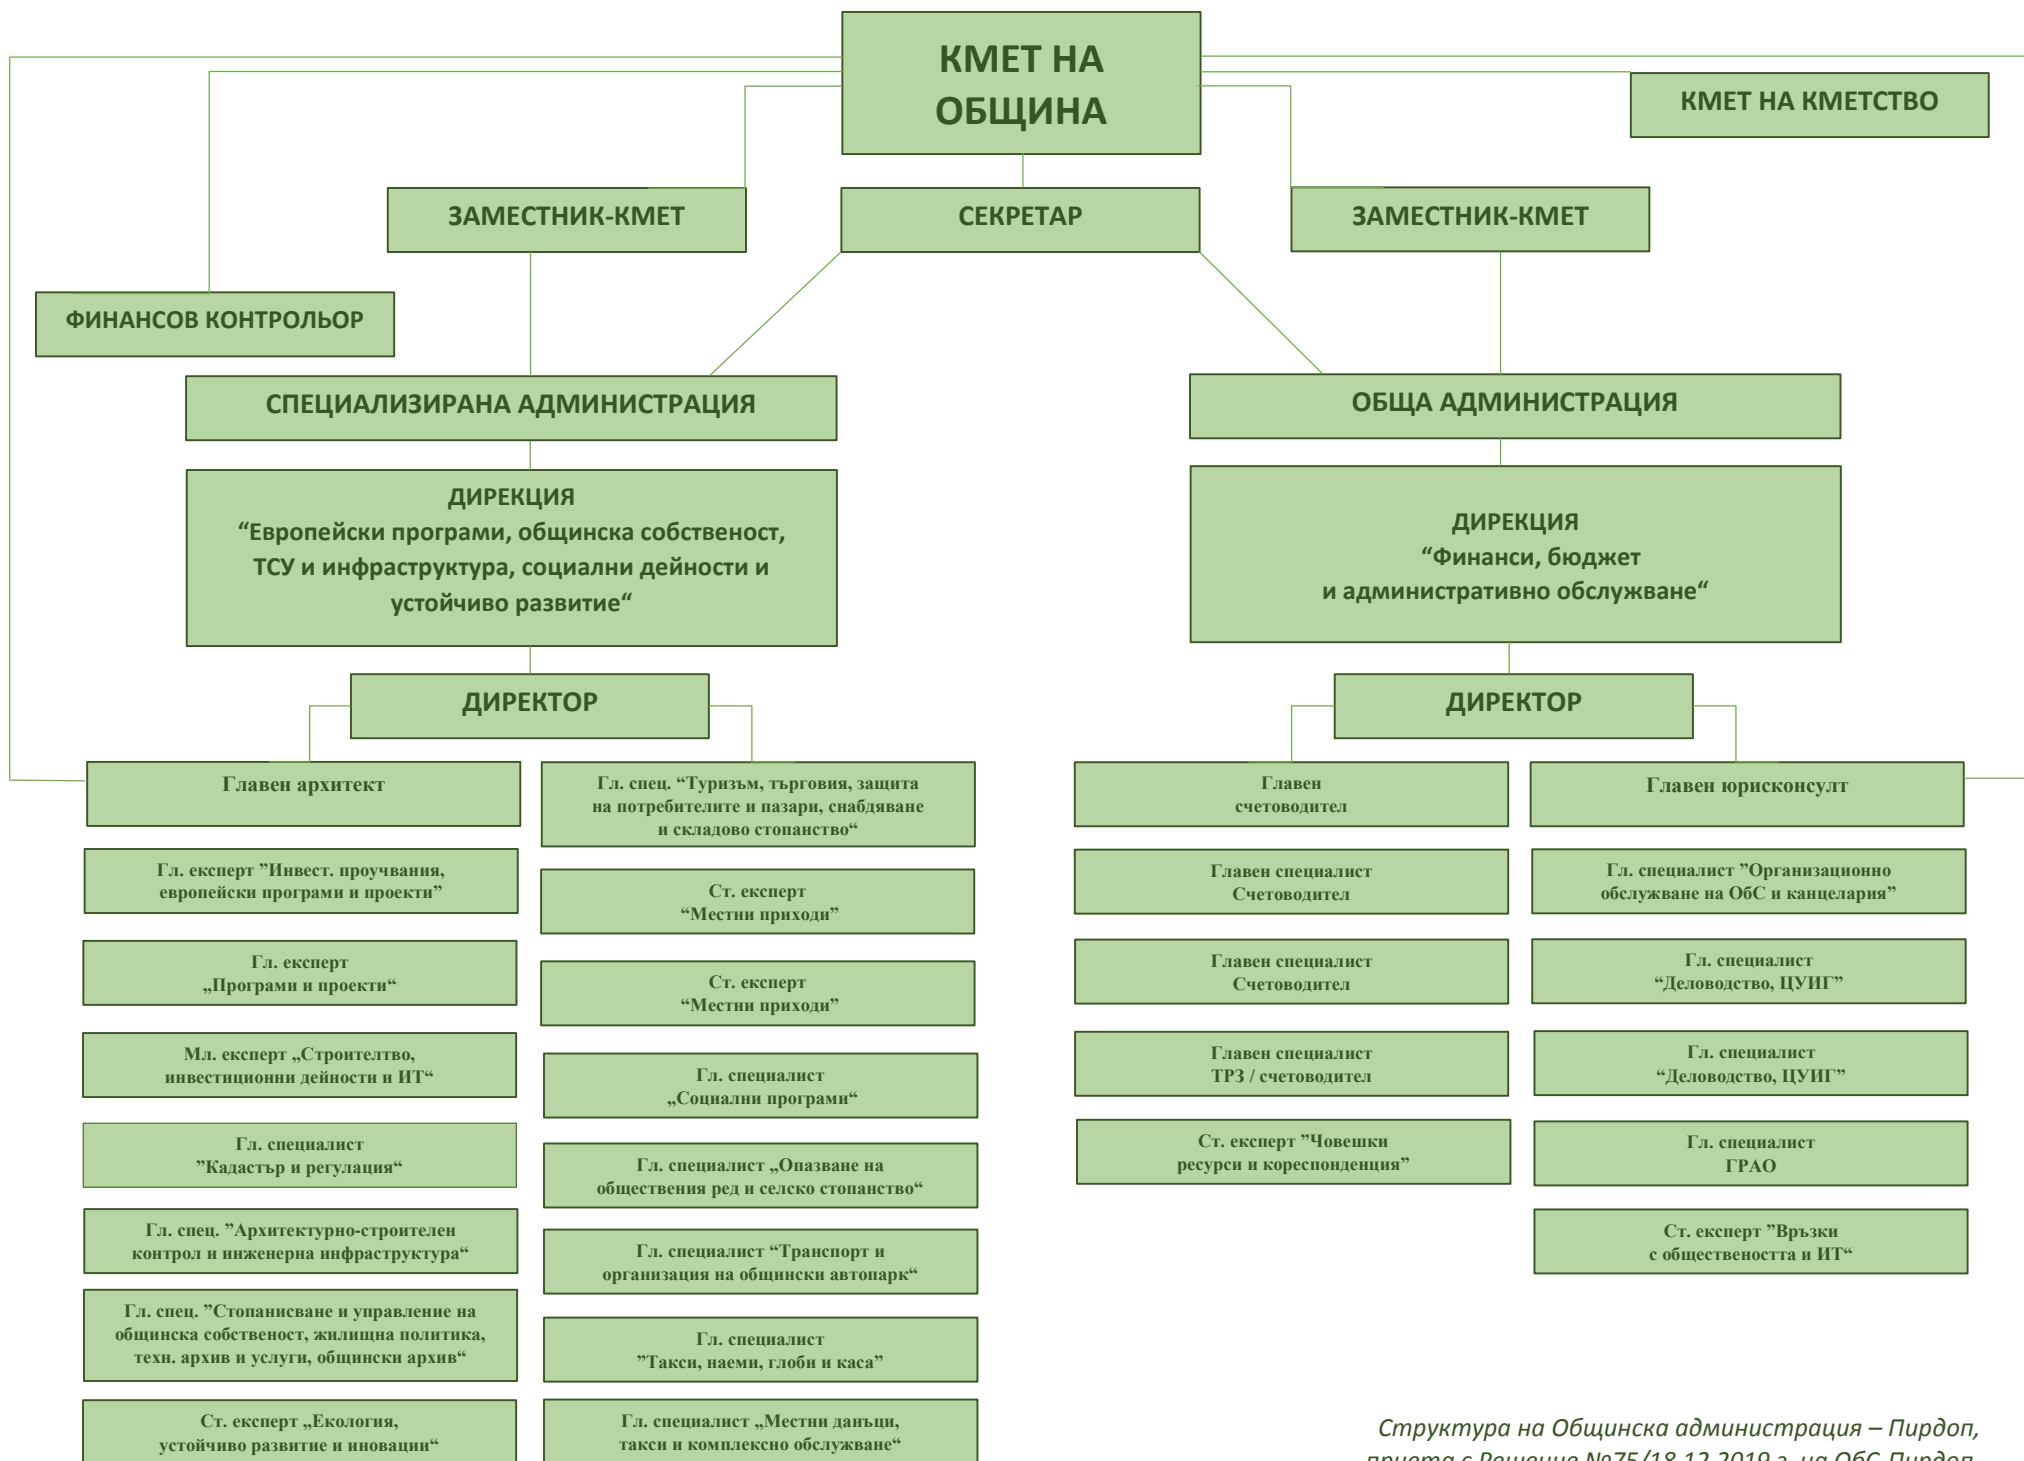 КМЕТ НА
ОБЩИНА
КМЕТ НА КМЕТСТВО
ЗАМЕСТНИК-КМЕТ
СЕКРЕТАР
ЗАМЕСТНИК-КМЕТ
ФИНАНСОВ КОНТРОЛЬОР
СПЕЦИАЛИЗИРАНА АДМИНИСТРАЦИЯ
ОБЩА АДМИНИСТРАЦИЯ
ДИРЕКЦИЯ
“Европейски програми, общинска собственост,
ТСУ и инфраструктура, социални дейности и
устойчиво развитие“
ДИРЕКЦИЯ
“Финанси, бюджет
и административно обслужване“
ДИРЕКТОР
ДИРЕКТОР
Главен архитект
Гл. експерт ”Инвест. проучвания,
европейски програми и проекти”
Гл. експерт
„Програми и проекти“
Мл. експерт „Строителтво,
инвестиционни дейности и ИТ“
Гл. специалист
”Кадастър и регулация“
Гл. спец. ”Архитектурно-строителен
контрол и инженерна инфраструктура“
Гл. спец. ”Стопанисване и управление на
общинска собственост, жилищна политика,
техн. архив и услуги, общински архив“
Ст. експерт „Екология,
устойчиво развитие и иновации“
Гл. спец. “Туризъм, търговия, защита
на потребителите и пазари, снабдяване
и складово стопанство“
Ст. експерт
“Местни приходи”
Ст. експерт
“Местни приходи”
Гл. специалист
„Социални програми“
Гл. специалист „Опазване на
обществения ред и селско стопанство“
Гл. специалист “Транспорт и
организация на общински автопарк“
Гл. специалист
”Такси, наеми, глоби и каса”
Гл. специалист „Местни данъци,
такси и комплексно обслужване“
Главен
счетоводител
Главен специалист
Счетоводител
Главен специалист
Счетоводител
Главен специалист
ТРЗ / счетоводител
Ст. експерт ”Човешки
ресурси и кореспонденция”
Главен юрисконсулт
Гл. специалист ”Организационно
обслужване на ОбС и канцелария”
Гл. специалист
“Деловодство, ЦУИГ”
Гл. специалист
“Деловодство, ЦУИГ”
Гл. специалист
ГРАО
Ст. експерт ”Връзки
с обществеността и ИТ“
Структура на Общинска администрация – Пирдоп,
приета с Решение №75/18.12.2019 г. на ОбС-Пирдоп.